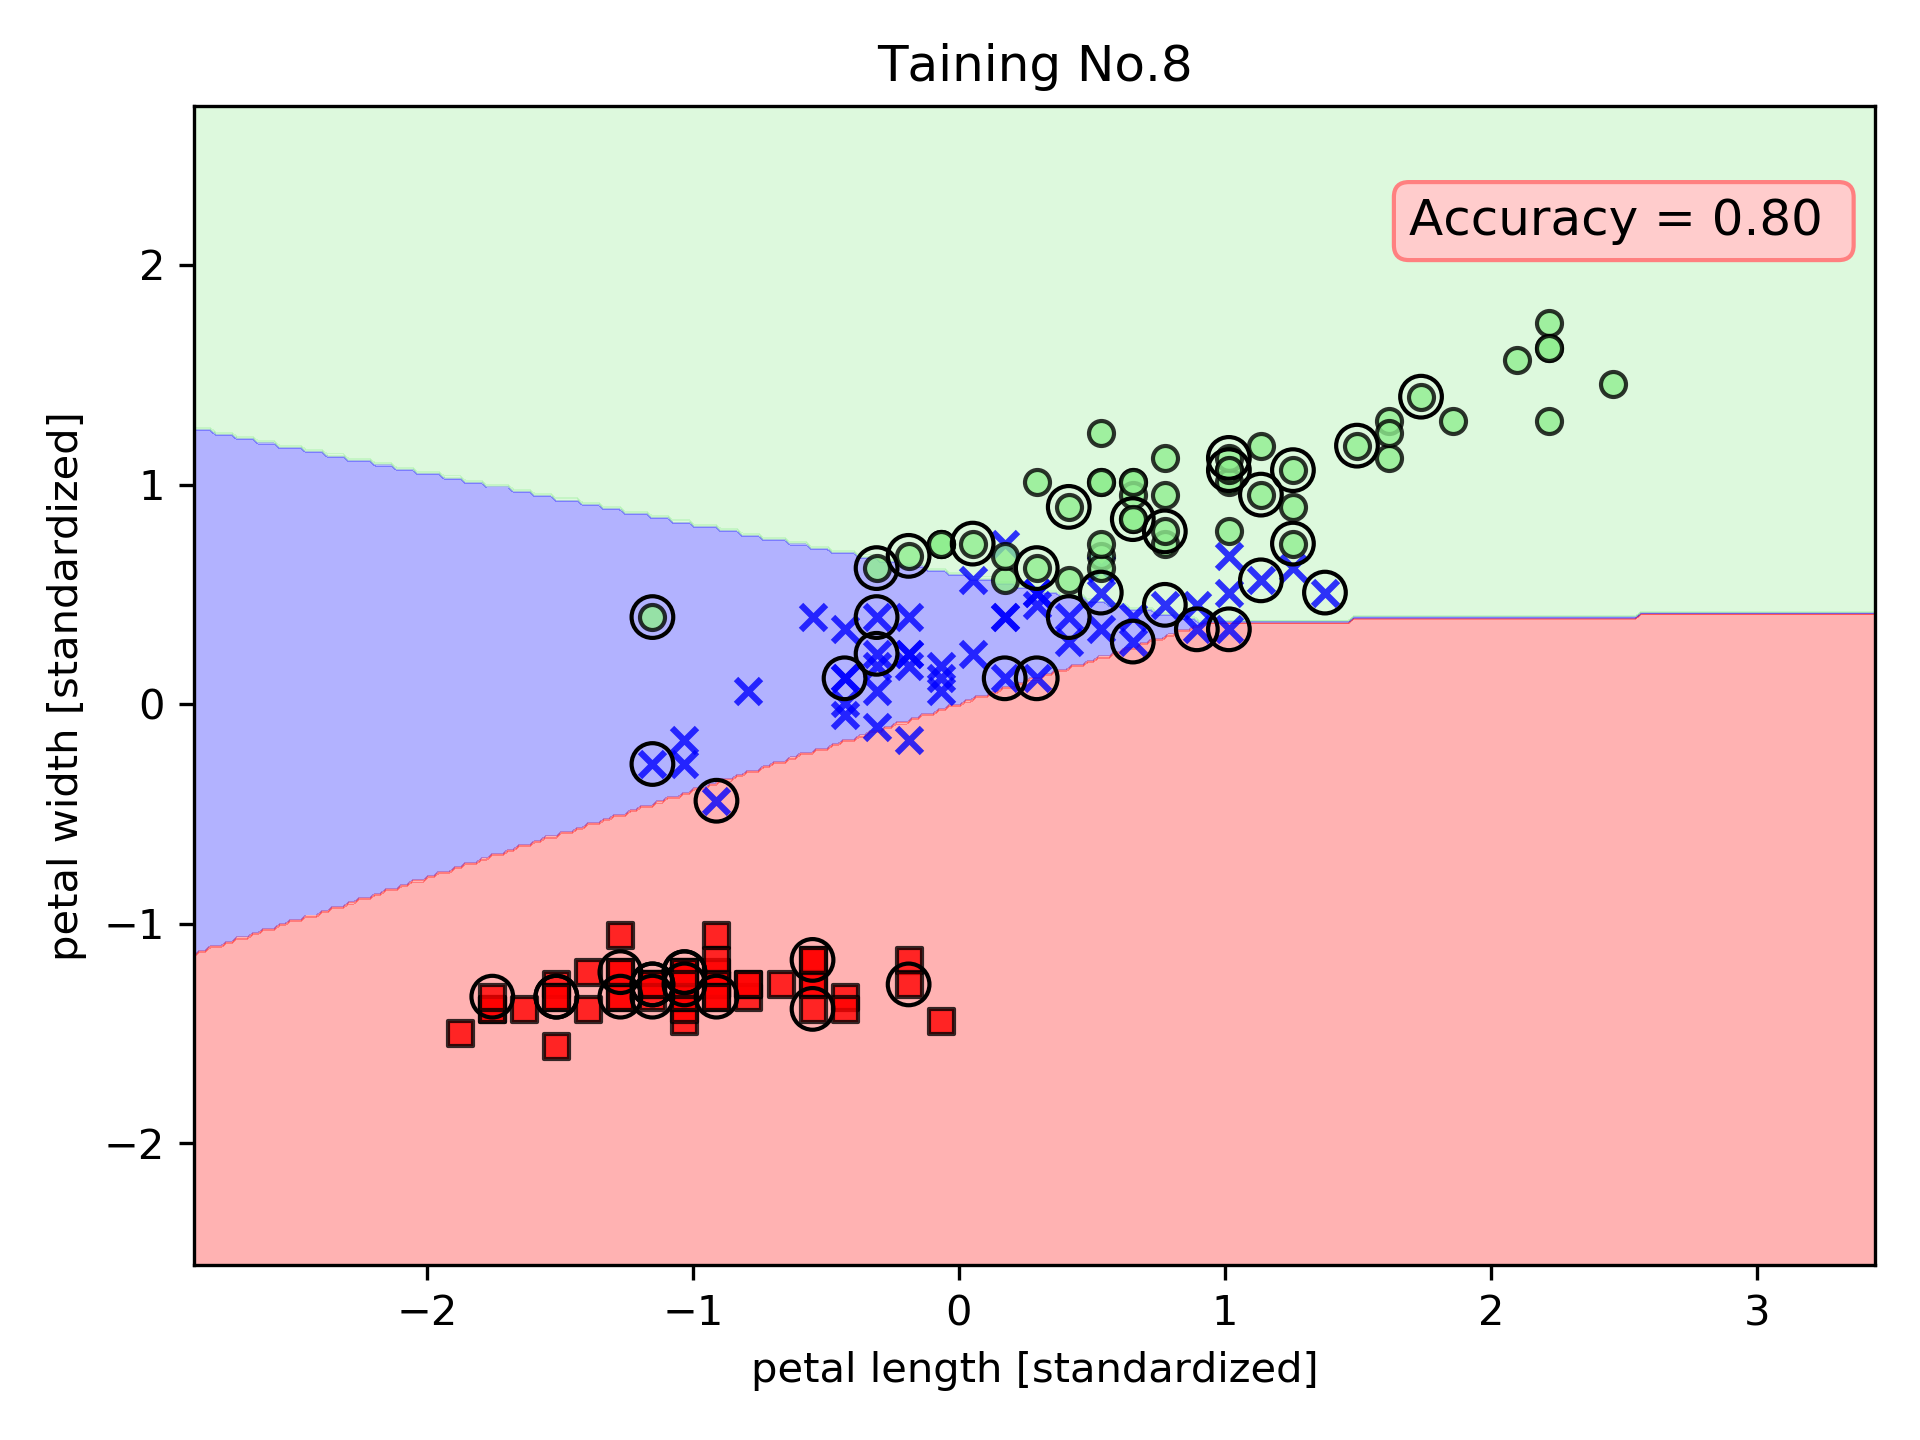 Taining No.8
Accuracy = 0.80
petal width [standardized]
2
1
0
−1
−2
−2 −1 0 1 2 3
petal length [standardized]